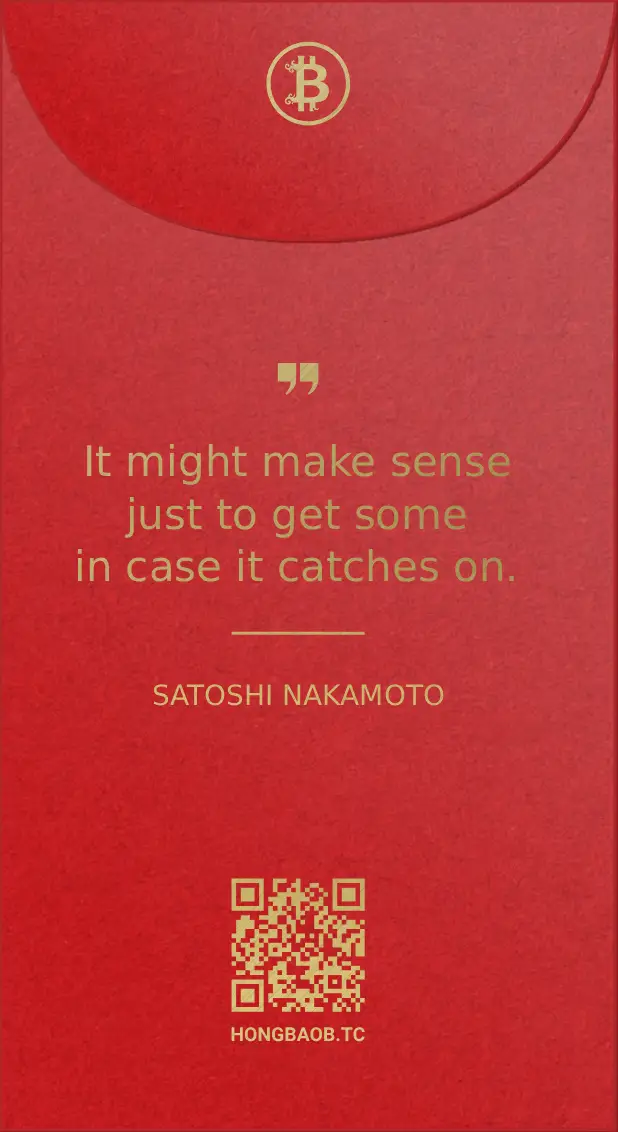 ”
It might make sense
just to get some
in case it catches on.
SATOSHI NAKAMOTO
HONGBAOB.TC